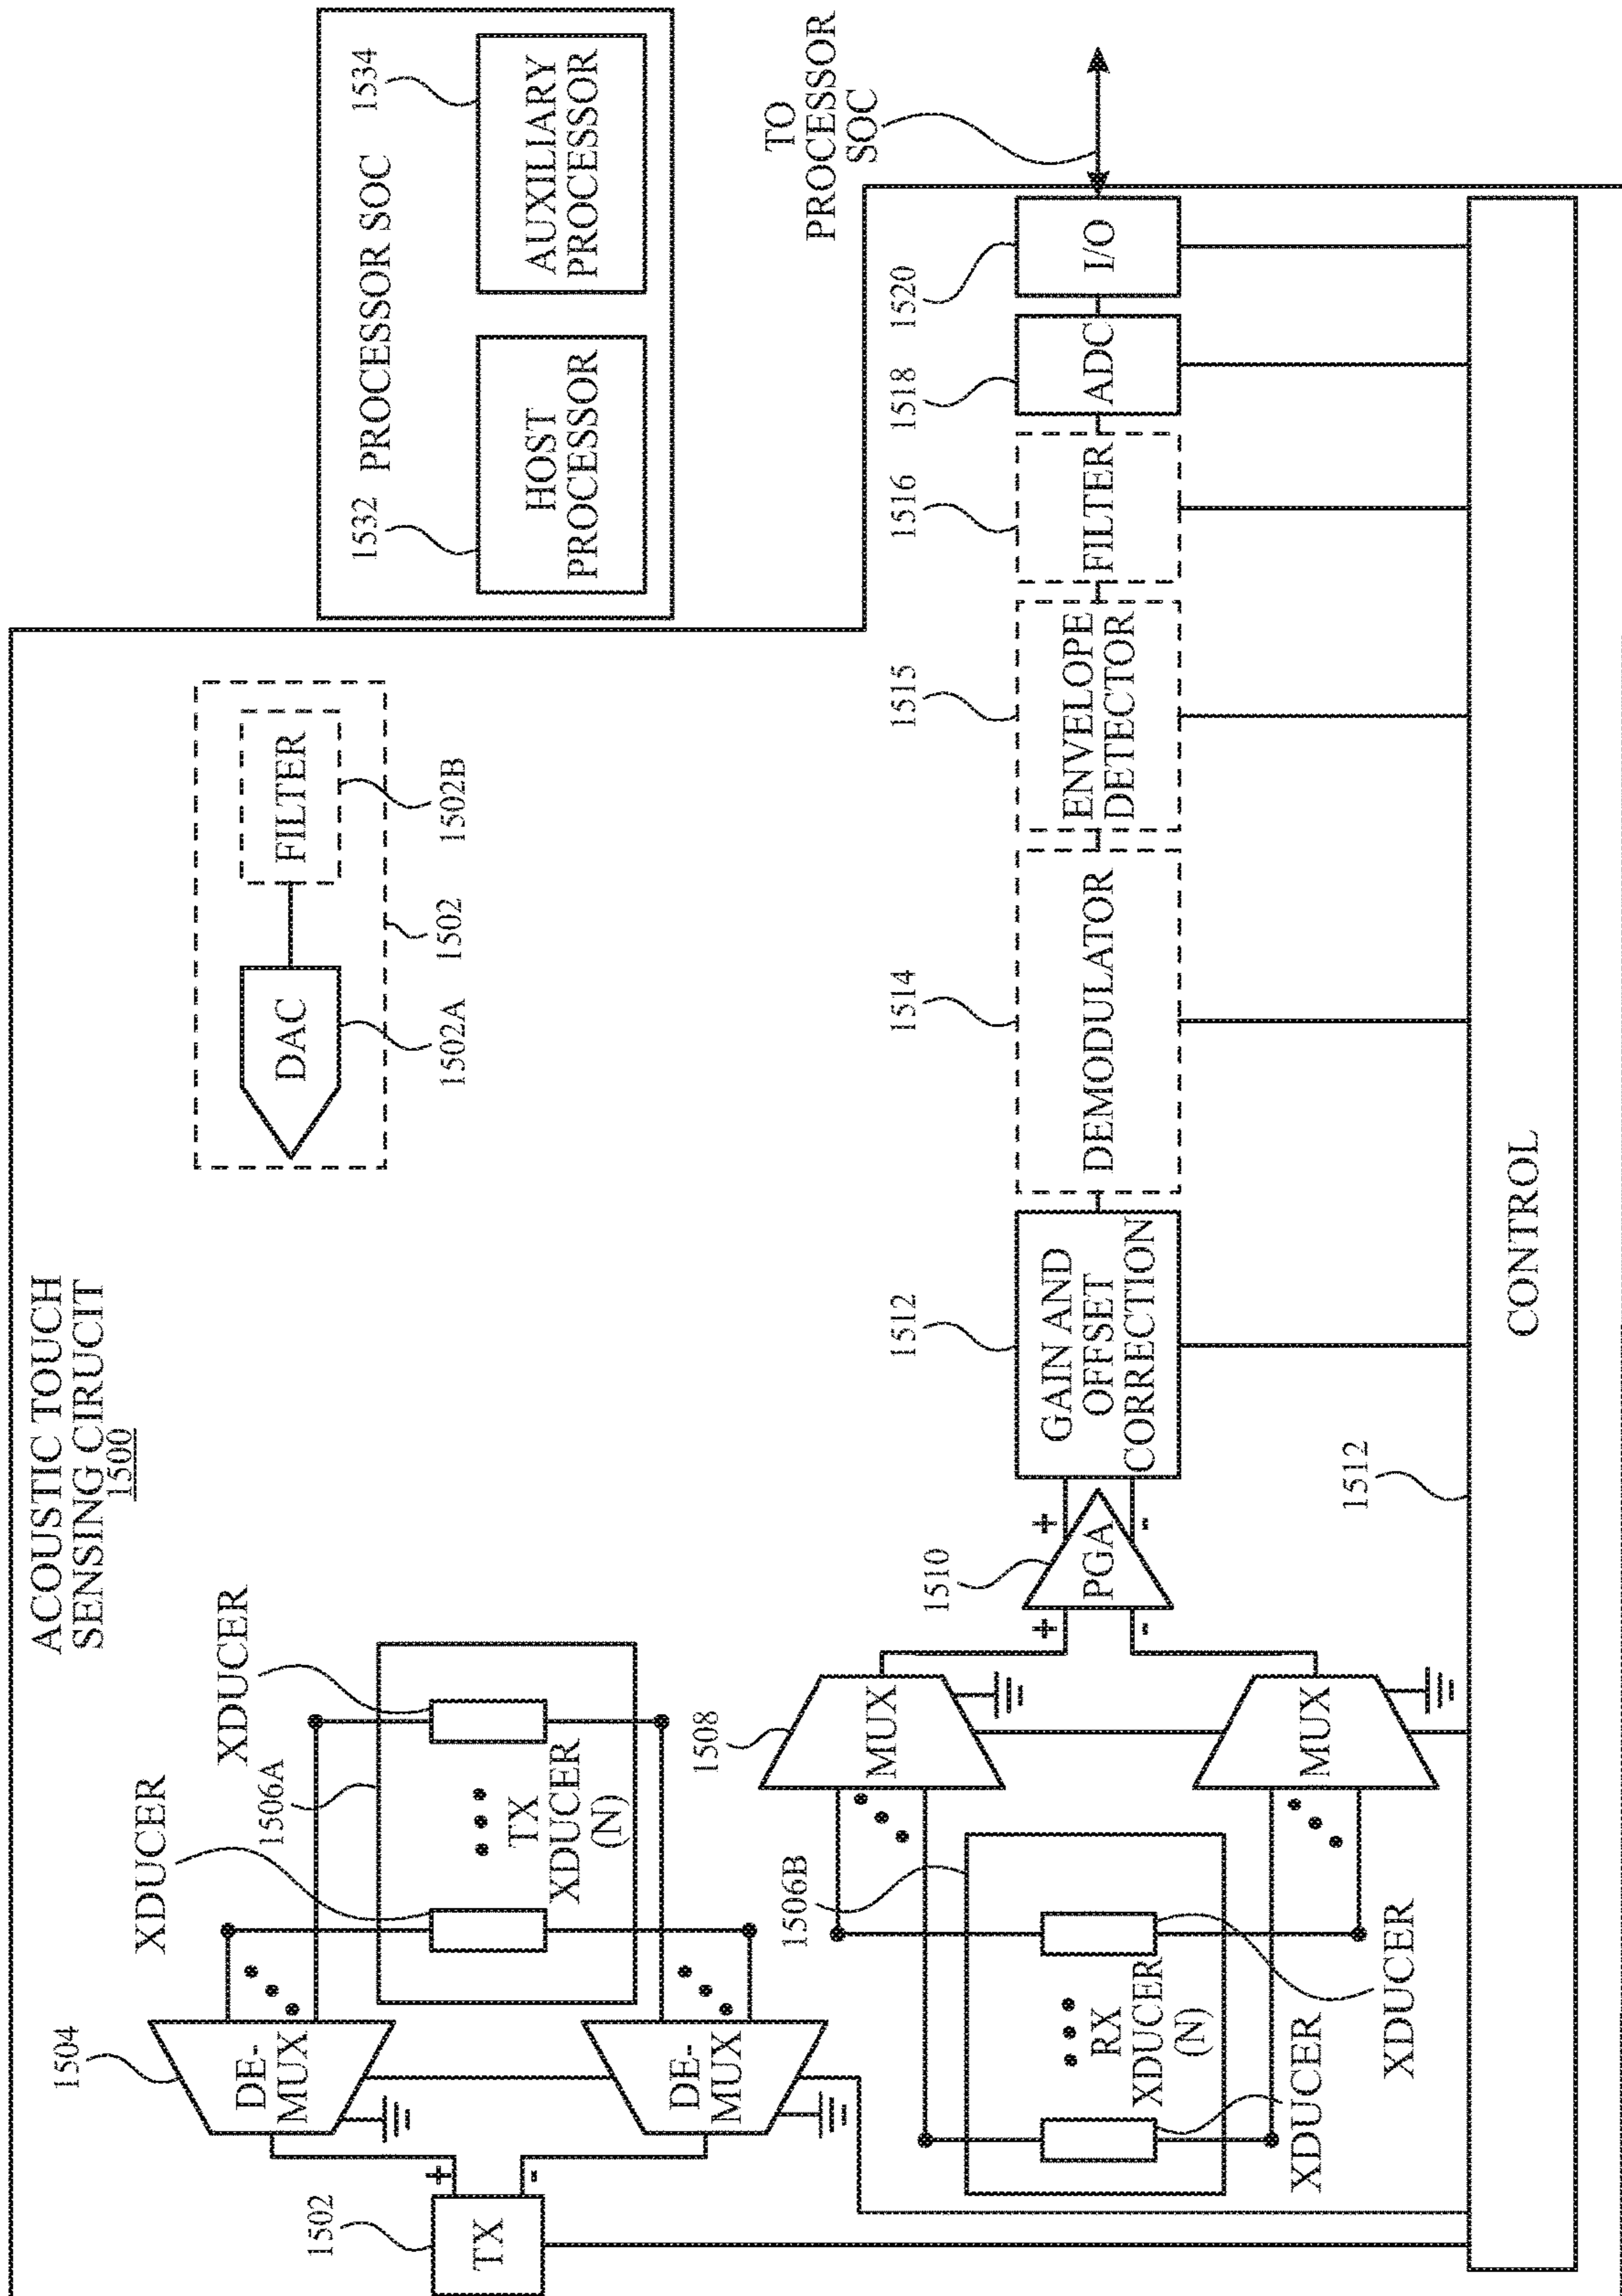 ACOUSTIC TOUCH
SENSING CIRUCIT
1500
1502
TX
+
-
1504
DE-
MUX
DE-
MUX
XDUCER
XDUCER
1506A
TX
XDUCER
(N)
DAC
FILTER
1502A
1502
1502B
1532
PROCESSOR SOC
1534
HOST
PROCESSOR
AUXILIARY
PROCESSOR
1506B
RX
XDUCER
(N)
XDUCER
XDUCER
1508
MUX
MUX
1510
+
-
PGA
+
-
1512
GAIN AND
OFFSET
CORRECTION
1514
DEMODULATOR
1515
ENVELOPE
DETECTOR
1516
FILTER
1518
ADC
1520
I/O
TO
PROCESSOR
SOC
1512
CONTROL